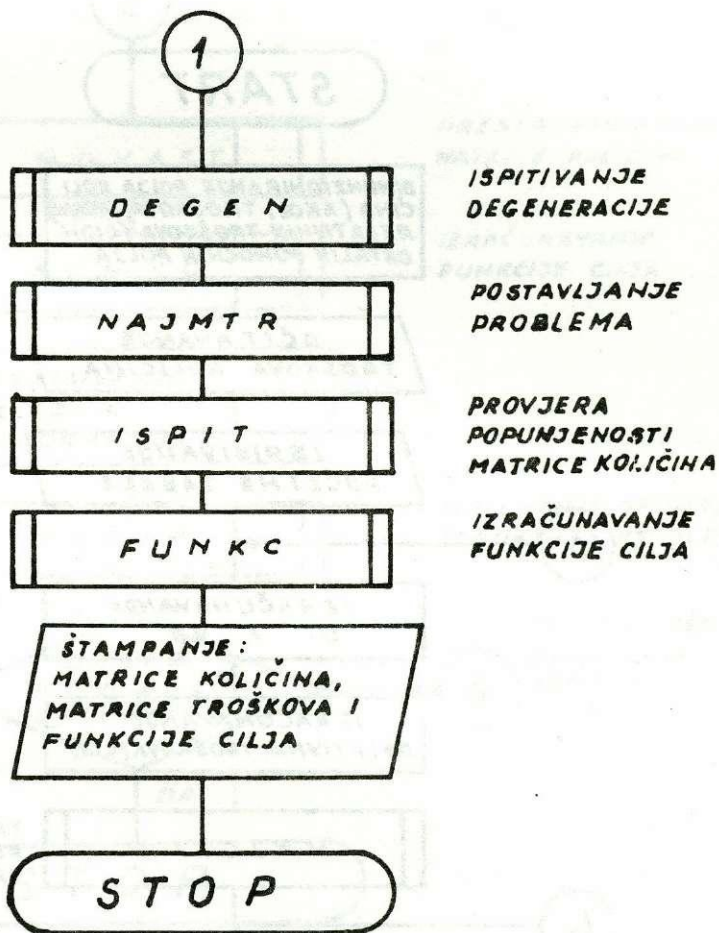 1
DEGEN
ISPITIVANJE
DEGENERACIJE
NAJMTR
POSTAVLJANJE
PROBLEMA
ISPIT
PROVJERA
POPUNJENOSTI
MATRICE KOLIČINA
FUNKC
IZRAČUNAVANJE
FUNKCIJE CILJA
ŠTAMPANJE:
MATRICE KOLIČINA,
MATRICE TROŠKOVA I
FUNKCIJE CILJA
STOP
START